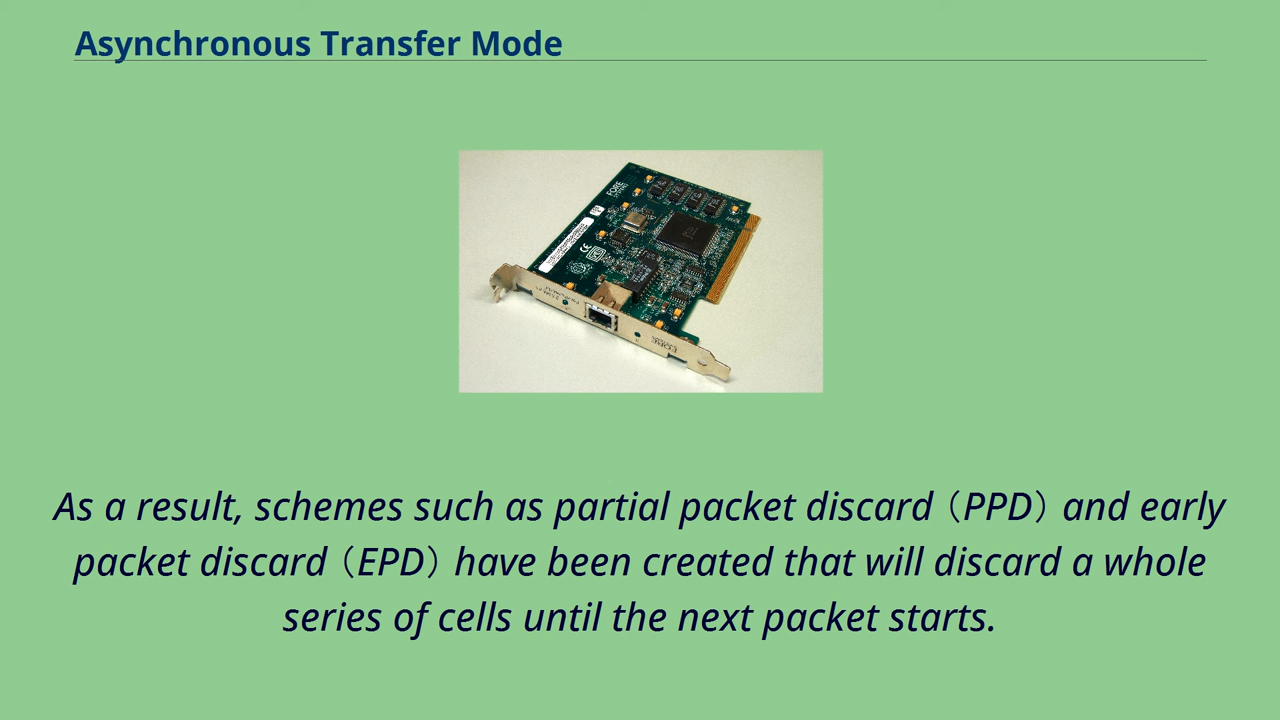 Asynchronous Transfer Mode
FORE
As a result, schemes such as partial packet discard（PPD）and early
packet discard（EPD）have been created that will discard a whole
series of cells until the next packet starts.